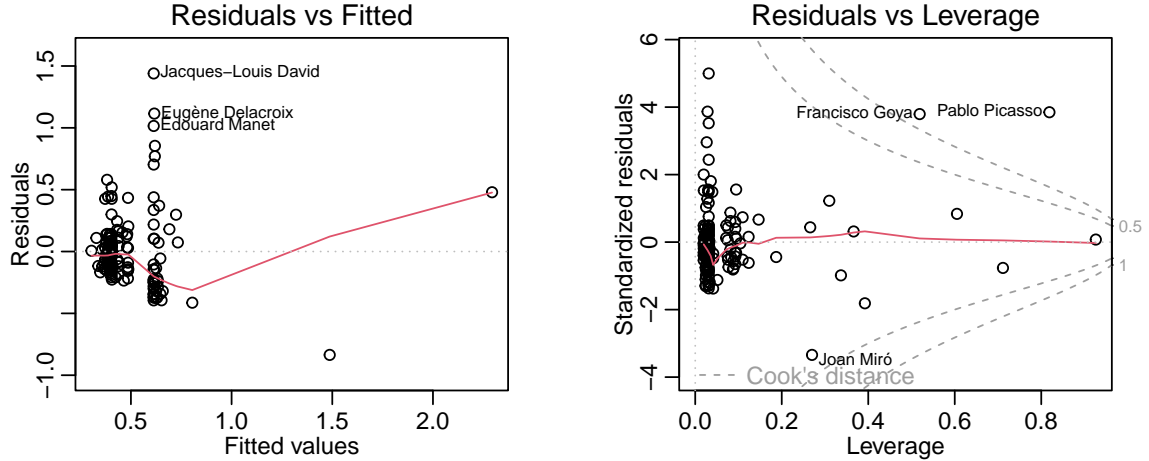 Residuals vs Fitted
Residuals
−1.0
0.0
0.5
1.0
1.5
Jacques−Louis David
Eugène Delacroix
Édouard Manet
0.5
1.0
1.5
2.0
Fitted values
Residuals vs Leverage
Standardized residuals
−4
−2
0
2
4
6
Francisco Goya
Pablo Picasso
Joan Miró
Cook's distance
0.5
1
0.0
0.2
0.4
0.6
0.8
Leverage